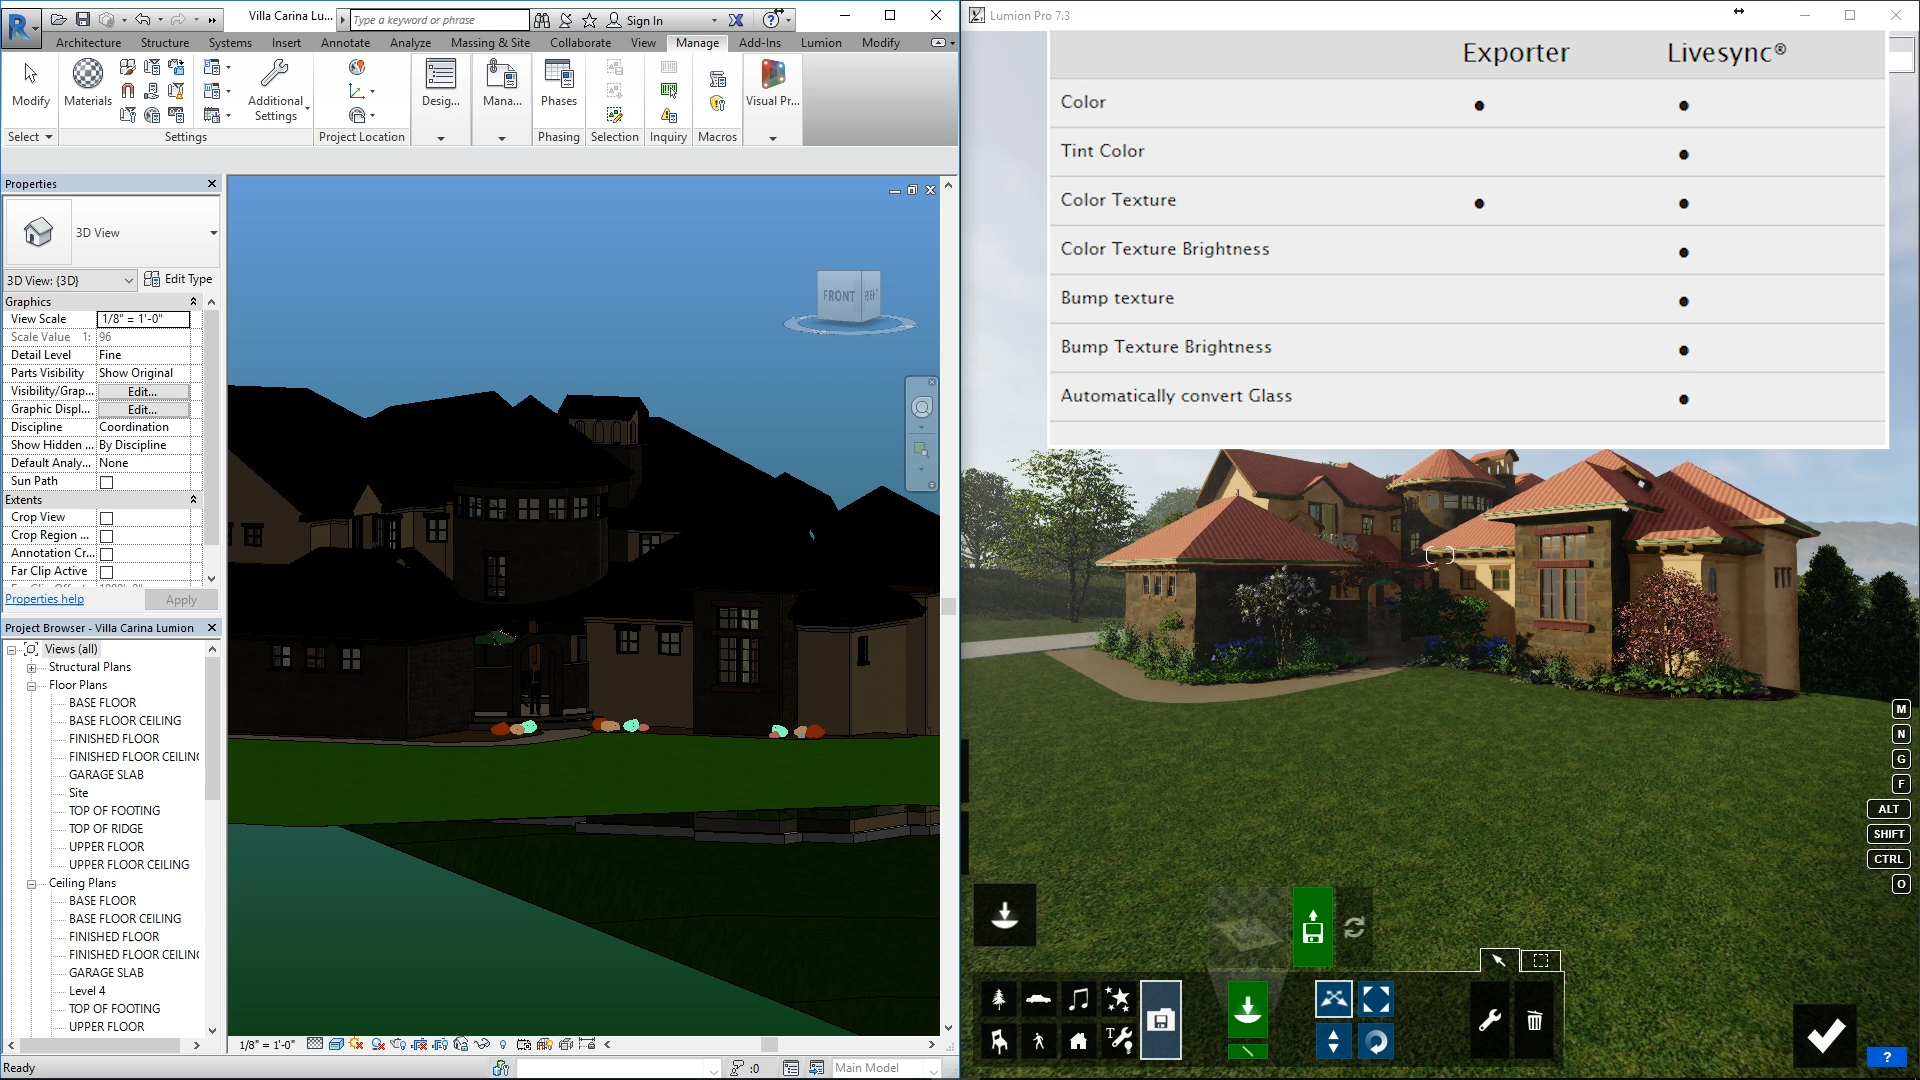 Villa Carina Lu...
Type a keyword or phrase
Sign In
Architecture Structure Systems Insert Annotate Analyze Massing & Site Collaborate View Manage Add-Ins Lumion Modify
Modify
Materials
Additional
Settings
Desig...
Mana...
Phases
Visual Pr...
Select
Settings
Project Location
Phasing
Selection
Inquiry
Macros
Properties
3D View
3D View: {3D}
Edit Type
Graphics
View Scale 1/8" = 1'-0"
Scale Value 1: 96
Detail Level Fine
Parts Visibility Show Original
Visibility/Grap... Edit...
Graphic Displ... Edit...
Discipline Coordination
Show Hidden ... By Discipline
Default Analy... None
Sun Path
Extents
Crop View
Crop Region ...
Annotation Cr...
Far Clip Active
Properties help
Apply
Project Browser - Villa Carina Lumion
Views (all)
Structural Plans
Floor Plans
BASE FLOOR
BASE FLOOR CEILING
FINISHED FLOOR
FINISHED FLOOR CEILING
GARAGE SLAB
Site
TOP OF FOOTING
TOP OF RIDGE
UPPER FLOOR
UPPER FLOOR CEILING
Ceiling Plans
BASE FLOOR
BASE FLOOR CEILING
FINISHED FLOOR
FINISHED FLOOR CEILING
GARAGE SLAB
Level 4
TOP OF FOOTING
UPPER FLOOR
FRONT
RIGHT
1/8" = 1'-0"
Ready
:0
Main Model
Lumion Pro 7.3
Exporter Livesync®
Color
Tint Color
Color Texture
Color Texture Brightness
Bump texture
Bump Texture Brightness
Automatically convert Glass
M
N
G
F
ALT
SHIFT
CTRL
O
?